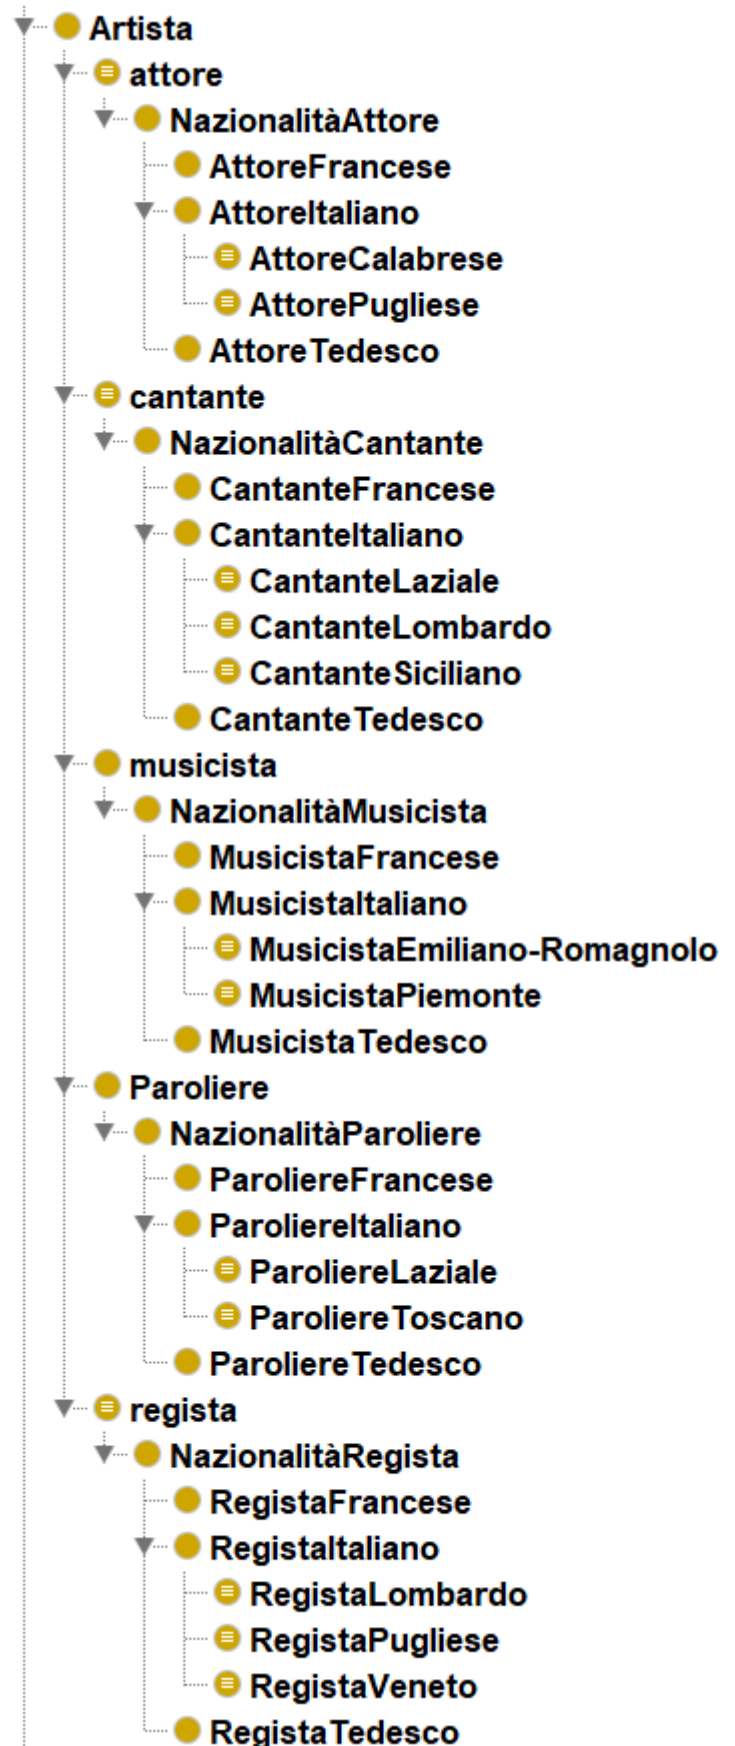 Artista
attore
NazionalitàAttore
AttoreFrancese
AttoreItaliano
AttoreCalabrese
AttorePugliese
AttoreTedesco
cantante
NazionalitàCantante
CantanteFrancese
CantanteItaliano
CantanteLaziale
CantanteLombardo
CantanteSiciliano
CantanteTedesco
musicista
NazionalitàMusicista
MusicistaFrancese
MusicistaItaliano
MusicistaEmiliano-Romagnolo
MusicistaPiemonte
MusicistaTedesco
Paroliere
NazionalitàParoliere
ParoliereFrancese
ParoliereItaliano
ParoliereLaziale
ParoliereToscano
ParoliereTedesco
regista
NazionalitàRegista
RegistaFrancese
RegistaItaliano
RegistaLombardo
RegistaPugliese
RegistaVeneto
RegistaTedesco